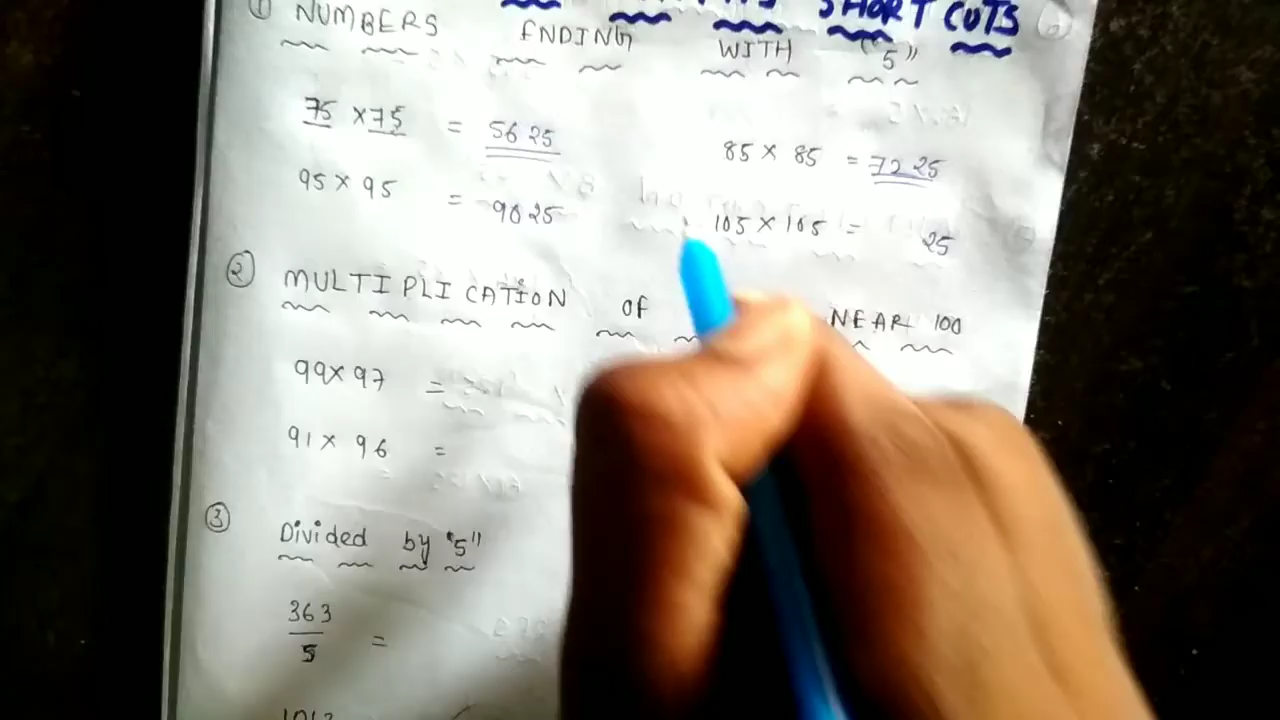 SHORT CUTS
① NUMBERS ENDING WITH "5"
75 × 75 = 5625
85 × 85 = 7225
95 × 95 = 9025
105 × 105 = 25
② MULTIPLICATION OF NEAR 100
99 × 97 =
91 × 96 =
③ Divided by "5"
363
5
=